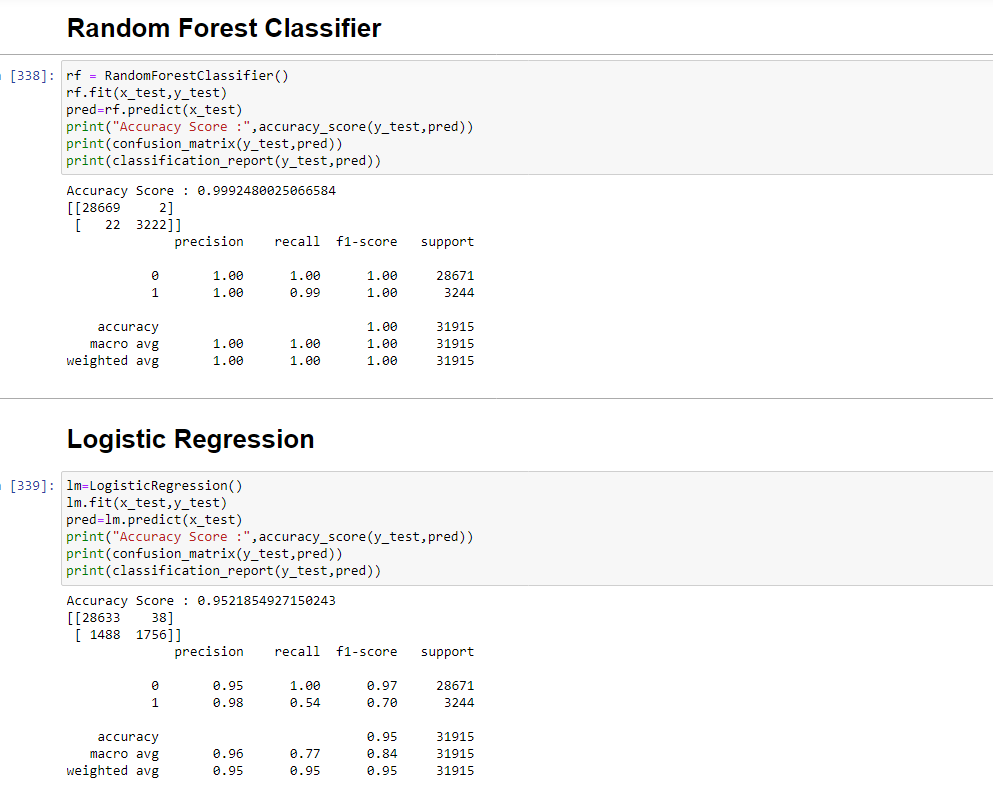 Random Forest Classifier
[338]:
rf = RandomForestClassifier()
rf.fit(x_test,y_test)
pred=rf.predict(x_test)
print("Accuracy Score :",accuracy_score(y_test,pred))
print(confusion_matrix(y_test,pred))
print(classification_report(y_test,pred))
Accuracy Score : 0.9992480025066584
[[28669     2]
 [   22  3222]]
              precision    recall  f1-score   support

           0       1.00      1.00      1.00     28671
           1       1.00      0.99      1.00      3244

    accuracy                           1.00     31915
   macro avg       1.00      1.00      1.00     31915
weighted avg       1.00      1.00      1.00     31915
Logistic Regression
[339]:
lm=LogisticRegression()
lm.fit(x_test,y_test)
pred=lm.predict(x_test)
print("Accuracy Score :",accuracy_score(y_test,pred))
print(confusion_matrix(y_test,pred))
print(classification_report(y_test,pred))
Accuracy Score : 0.9521854927150243
[[28633    38]
 [ 1488  1756]]
              precision    recall  f1-score   support

           0       0.95      1.00      0.97     28671
           1       0.98      0.54      0.70      3244

    accuracy                           0.95     31915
   macro avg       0.96      0.77      0.84     31915
weighted avg       0.95      0.95      0.95     31915